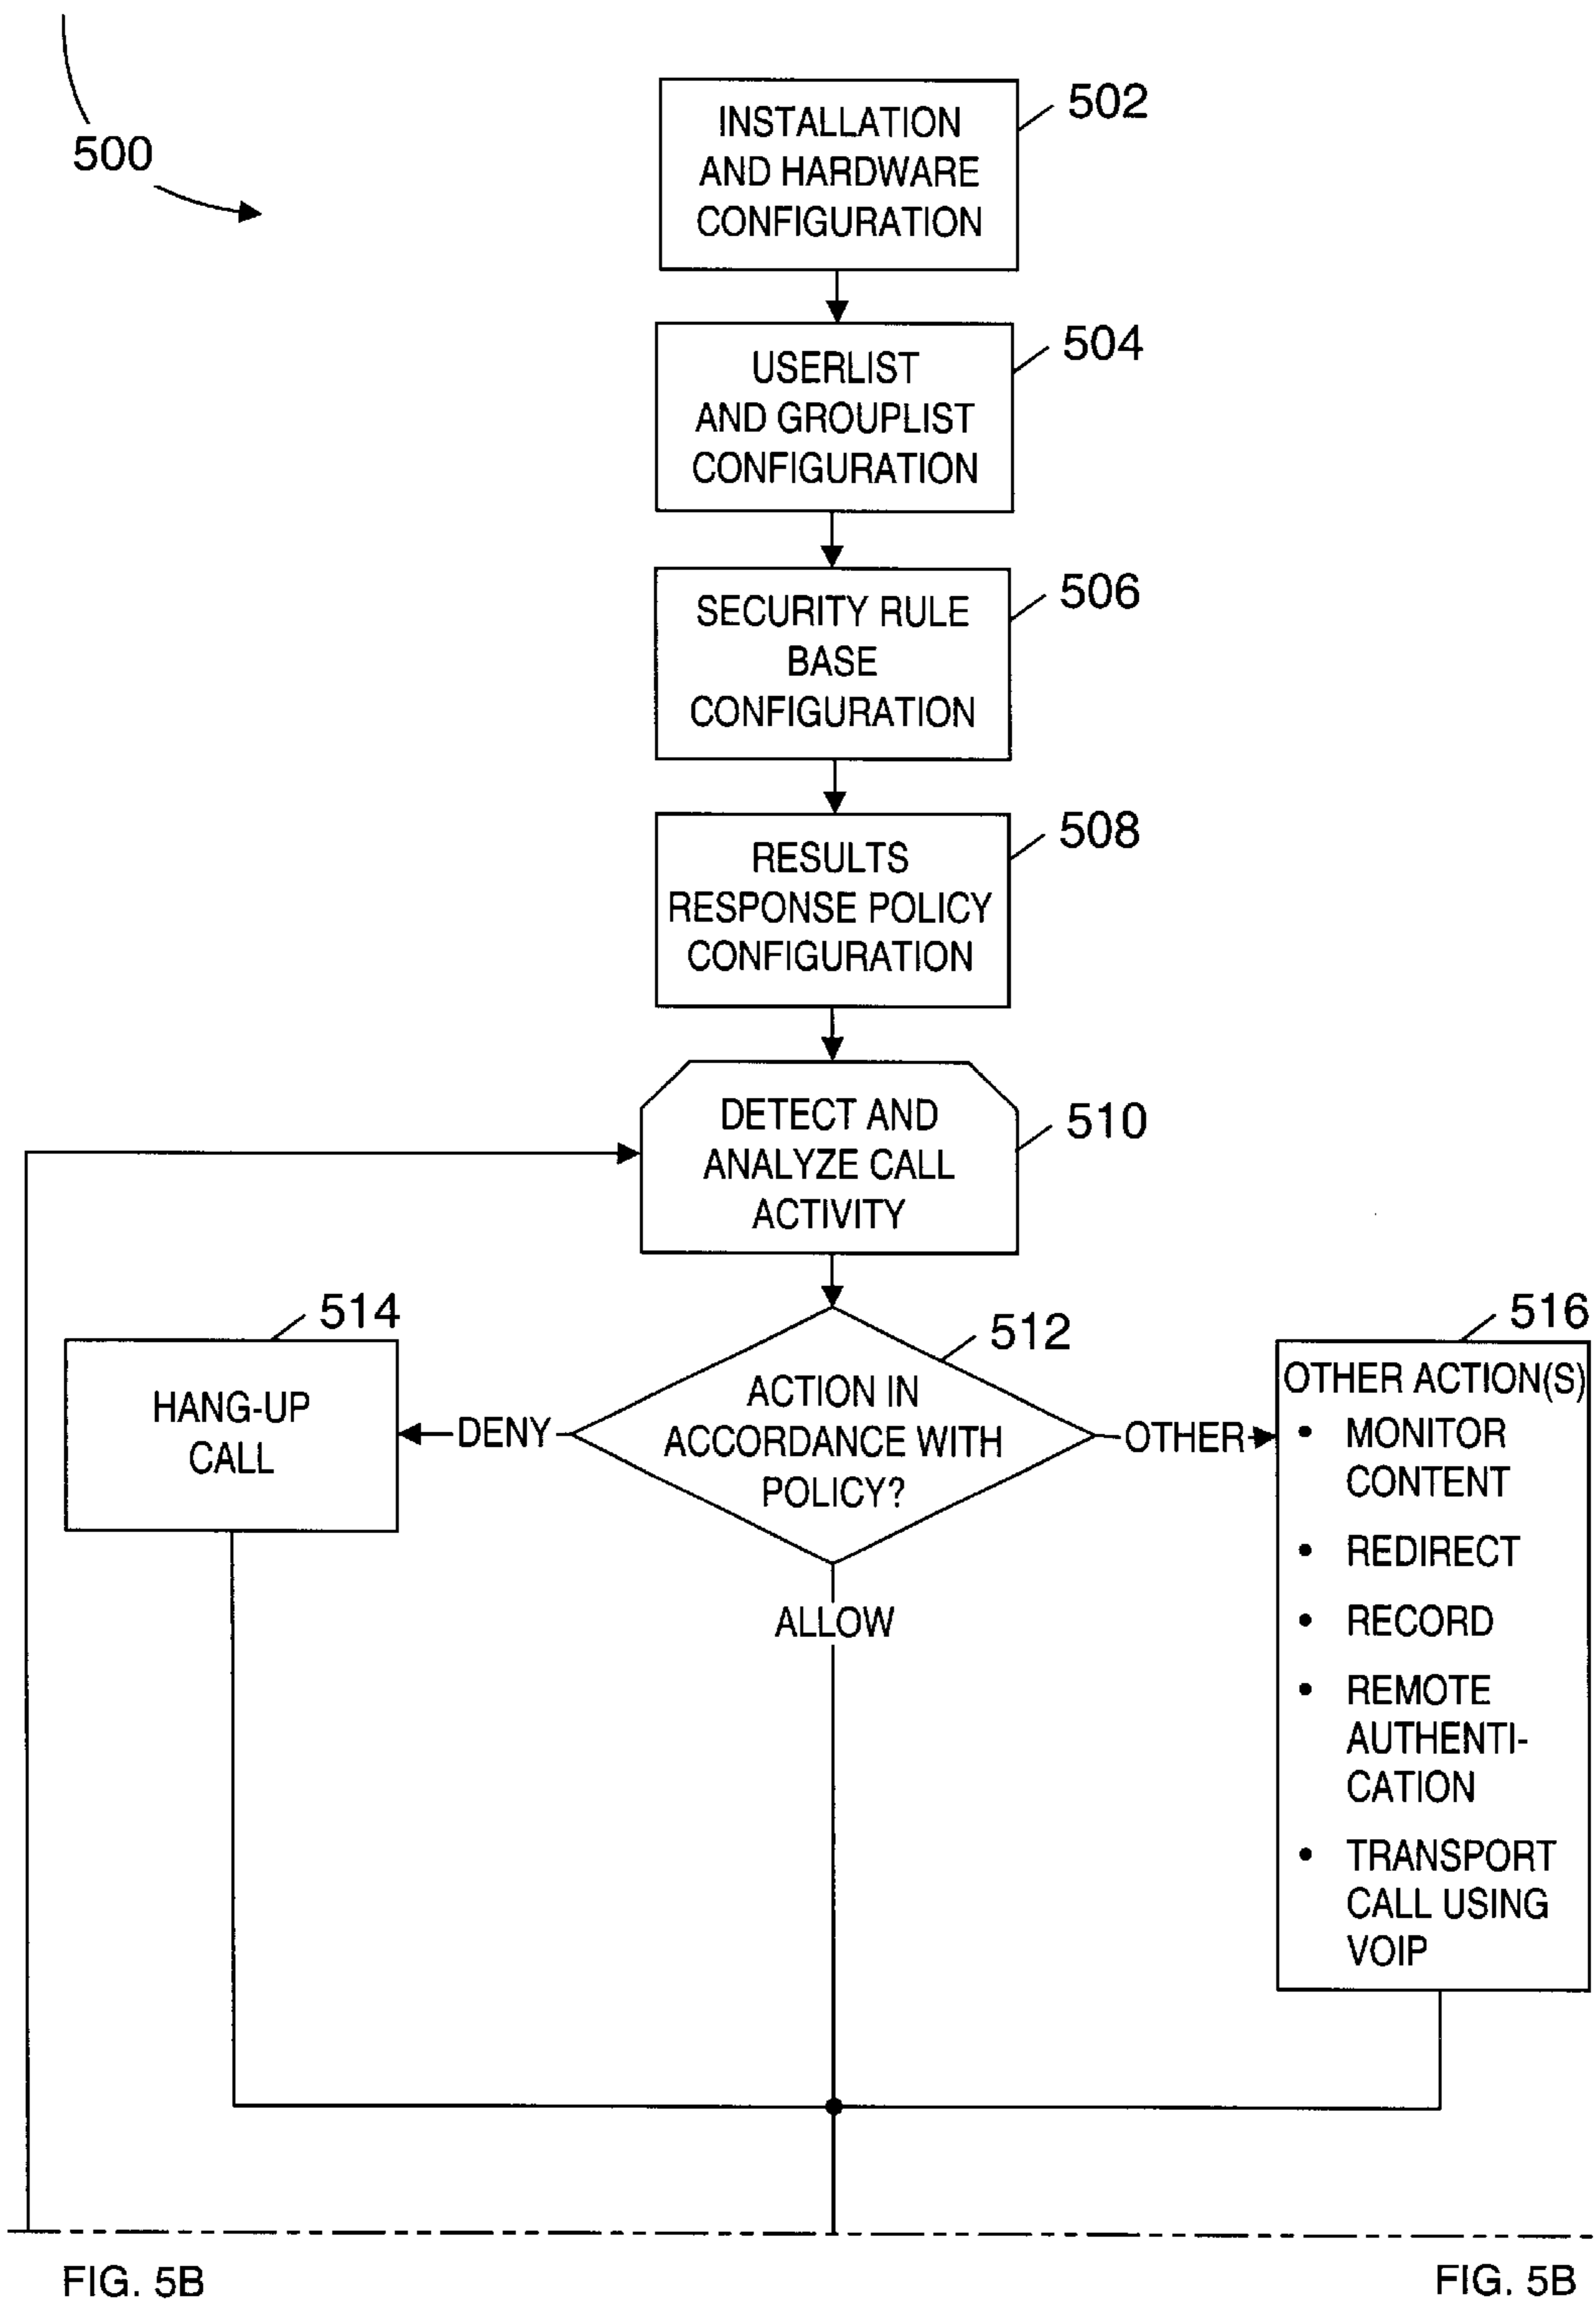 500
502
INSTALLATION
AND HARDWARE
CONFIGURATION
504
USERLIST
AND GROUPLIST
CONFIGURATION
506
SECURITY RULE
BASE
CONFIGURATION
508
RESULTS
RESPONSE POLICY
CONFIGURATION
510
DETECT AND
ANALYZE CALL
ACTIVITY
514
HANG-UP
CALL
DENY
512
ACTION IN
ACCORDANCE WITH
POLICY?
OTHER
ALLOW
516
OTHER ACTION(S)
• MONITOR
CONTENT
• REDIRECT
• RECORD
• REMOTE
AUTHENTI-
CATION
• TRANSPORT
CALL USING
VOIP
FIG. 5B
FIG. 5B